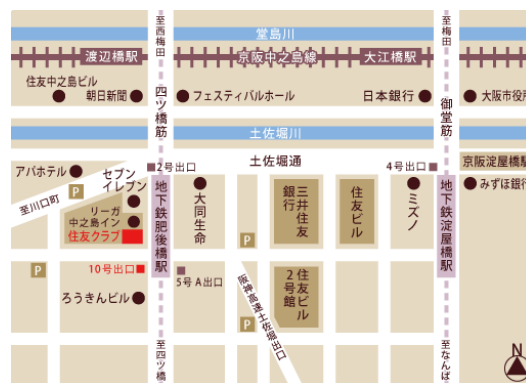 至西梅田
至梅田
堂島川
渡辺橋駅
京阪中之島線
大江橋駅
住友中之島ビル
朝日新聞
四ツ橋筋
フェスティバルホール
日本銀行
御堂筋
大阪市役所
土佐堀川
アパホテル
セブン
イレブン
2号出口
土佐堀通
4号出口
京阪淀屋橋駅
P
至川口町
リーガ
中之島イン
住友クラブ
地下鉄肥後橋駅
大同生命
三井住友
銀行
住友ビル
ミズノ
地下鉄淀屋橋駅
みずほ銀行
P
P
10号出口
5号A出口
ろうきんビル
阪神高速土佐堀出口
住友ビル
2号館
P
至四ツ橋
至なんば
N